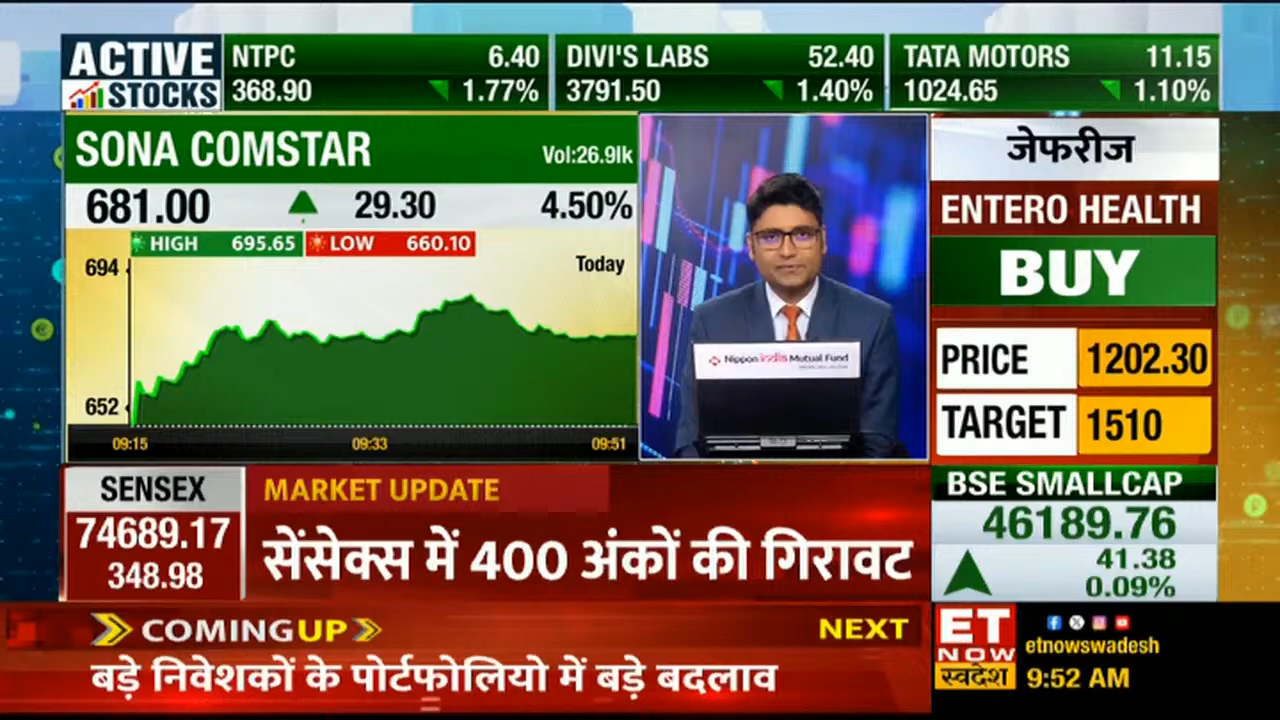 ACTIVE STOCKS
NTPC 6.40
368.90 1.77%
DIVI'S LABS 52.40
3791.50 1.40%
TATA MOTORS 11.15
1024.65 1.10%
SONA COMSTAR Vol:26.9lk
681.00 29.30 4.50%
HIGH 695.65 LOW 660.10
Today
694
652
09:15 09:33 09:51
Nippon india Mutual Fund
जेफरीज
ENTERO HEALTH
BUY
PRICE 1202.30
TARGET 1510
SENSEX
74689.17
348.98
MARKET UPDATE
सेंसेक्स में 400 अंकों की गिरावट
BSE SMALLCAP
46189.76
41.38
0.09%
COMING UP NEXT
बड़े निवेशकों के पोर्टफोलियो में बड़े बदलाव
ET NOW स्वदेश
etnowswadesh
9:52 AM